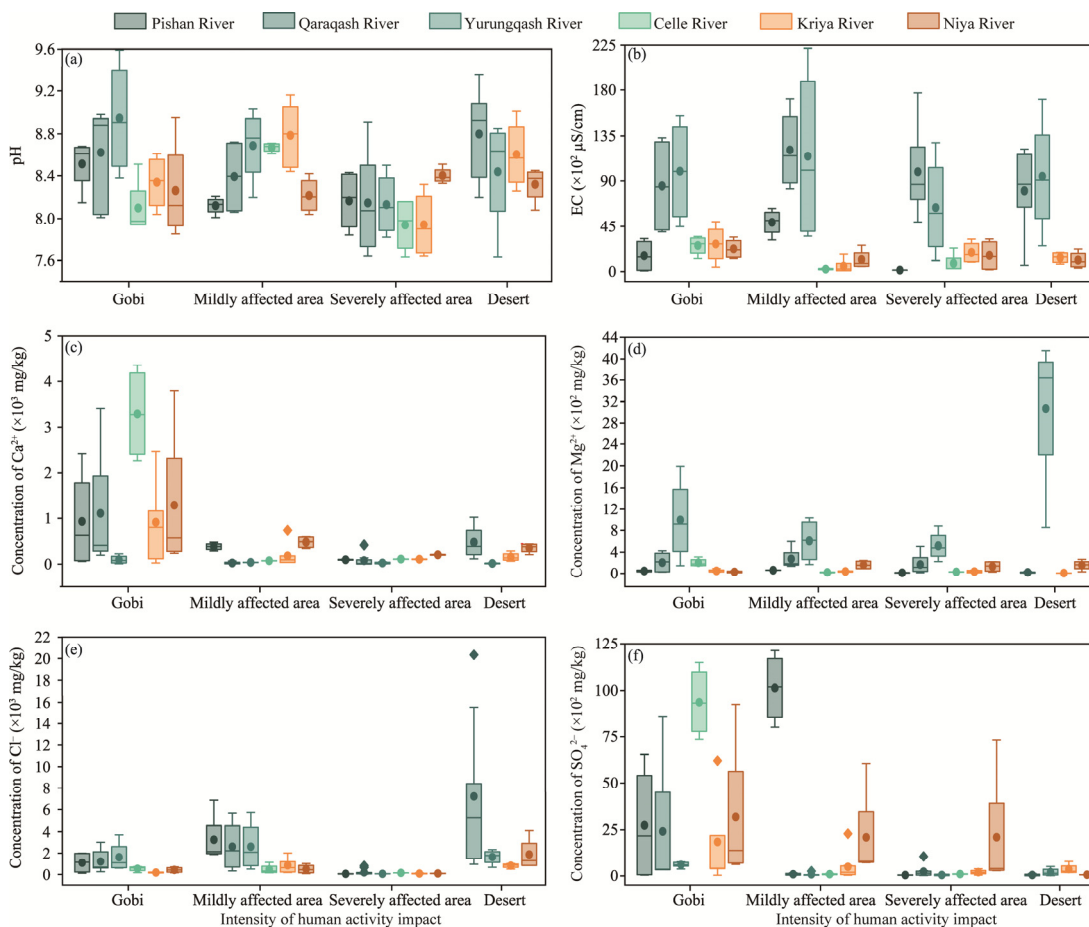 Pishan River Qaraqash River Yurungqash River Celle River Kriya River Niya River
(a)
pH
9.6
9.2
8.8
8.4
8.0
7.6
Gobi Mildly affected area Severely affected area Desert
(b)
EC (×10² µS/cm)
225
180
135
90
45
0
Gobi Mildly affected area Severely affected area Desert
(c)
Concentration of Ca²⁺ (×10³ mg/kg)
5
4
3
2
1
0
Gobi Mildly affected area Severely affected area Desert
(d)
Concentration of Mg²⁺ (×10² mg/kg)
44
40
36
32
28
24
20
16
12
8
4
0
Gobi Mildly affected area Severely affected area Desert
(e)
Concentration of Cl⁻ (×10³ mg/kg)
22
20
18
16
14
12
10
8
6
4
2
0
Gobi Mildly affected area Severely affected area Desert
Intensity of human activity impact
(f)
Concentration of SO₄²⁻ (×10² mg/kg)
125
100
75
50
25
0
Gobi Mildly affected area Severely affected area Desert
Intensity of human activity impact